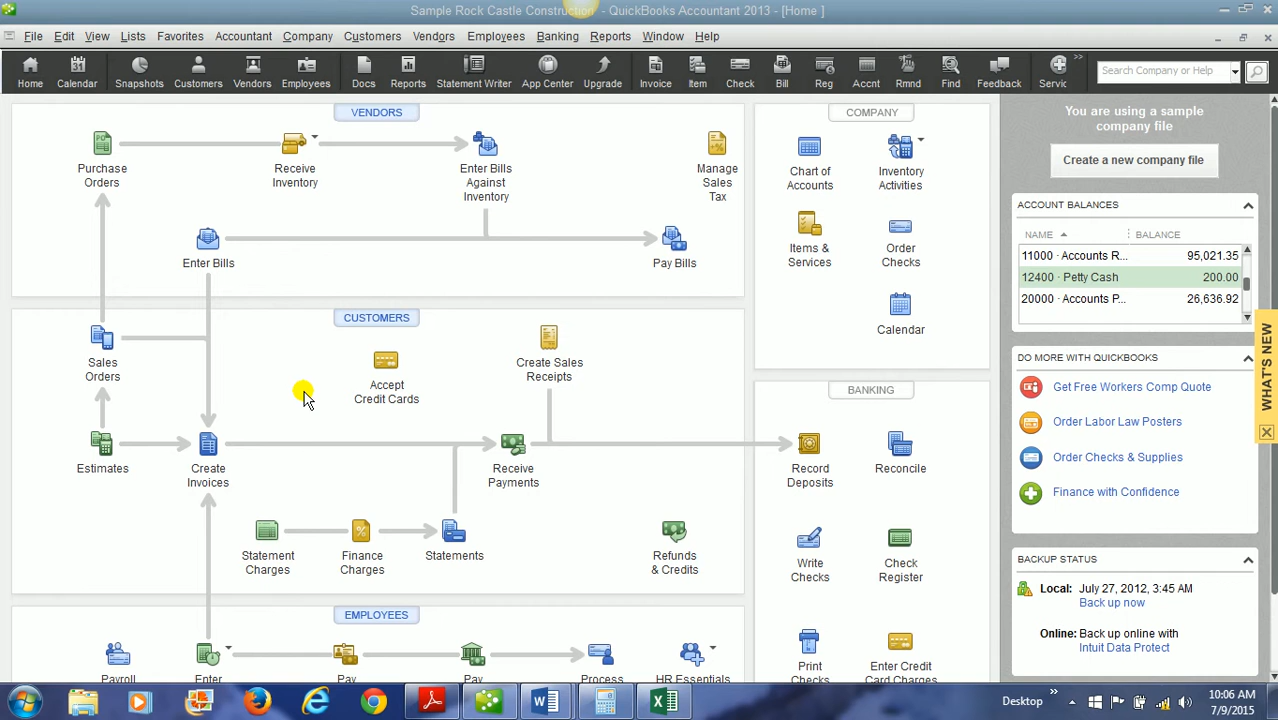 Sample Rock Castle Construction - QuickBooks Accountant 2013 - [Home ]
File Edit View Lists Favorites Accountant Company Customers Vendors Employees Banking Reports Window Help
Home Calendar Snapshots Customers Vendors Employees Docs Reports Statement Writer App Center Upgrade Invoice Item Check Bill Reg Accnt Rmnd Find Feedback Servic
Search Company or Help
VENDORS
Purchase
Orders
Receive
Inventory
Enter Bills
Against
Inventory
Manage
Sales
Tax
Enter Bills
Pay Bills
CUSTOMERS
Sales
Orders
Accept
Credit Cards
Create Sales
Receipts
Estimates
Create
Invoices
Receive
Payments
Statement
Charges
Finance
Charges
Statements
Refunds
& Credits
EMPLOYEES
Payroll
Enter
Pay
Pay
Process
HR Essentials
COMPANY
Chart of
Accounts
Inventory
Activities
Items &
Services
Order
Checks
Calendar
BANKING
Record
Deposits
Reconcile
Write
Checks
Check
Register
Print
Checks
Enter Credit
Card Charges
You are using a sample
company file
Create a new company file
ACCOUNT BALANCES
NAME BALANCE
11000 · Accounts R... 95,021.35
12400 · Petty Cash 200.00
20000 · Accounts P... 26,636.92
DO MORE WITH QUICKBOOKS
Get Free Workers Comp Quote
Order Labor Law Posters
Order Checks & Supplies
Finance with Confidence
BACKUP STATUS
Local: July 27, 2012, 3:45 AM
Back up now
Online: Back up online with
Intuit Data Protect
WHAT'S NEW
Desktop
10:06 AM
7/9/2015